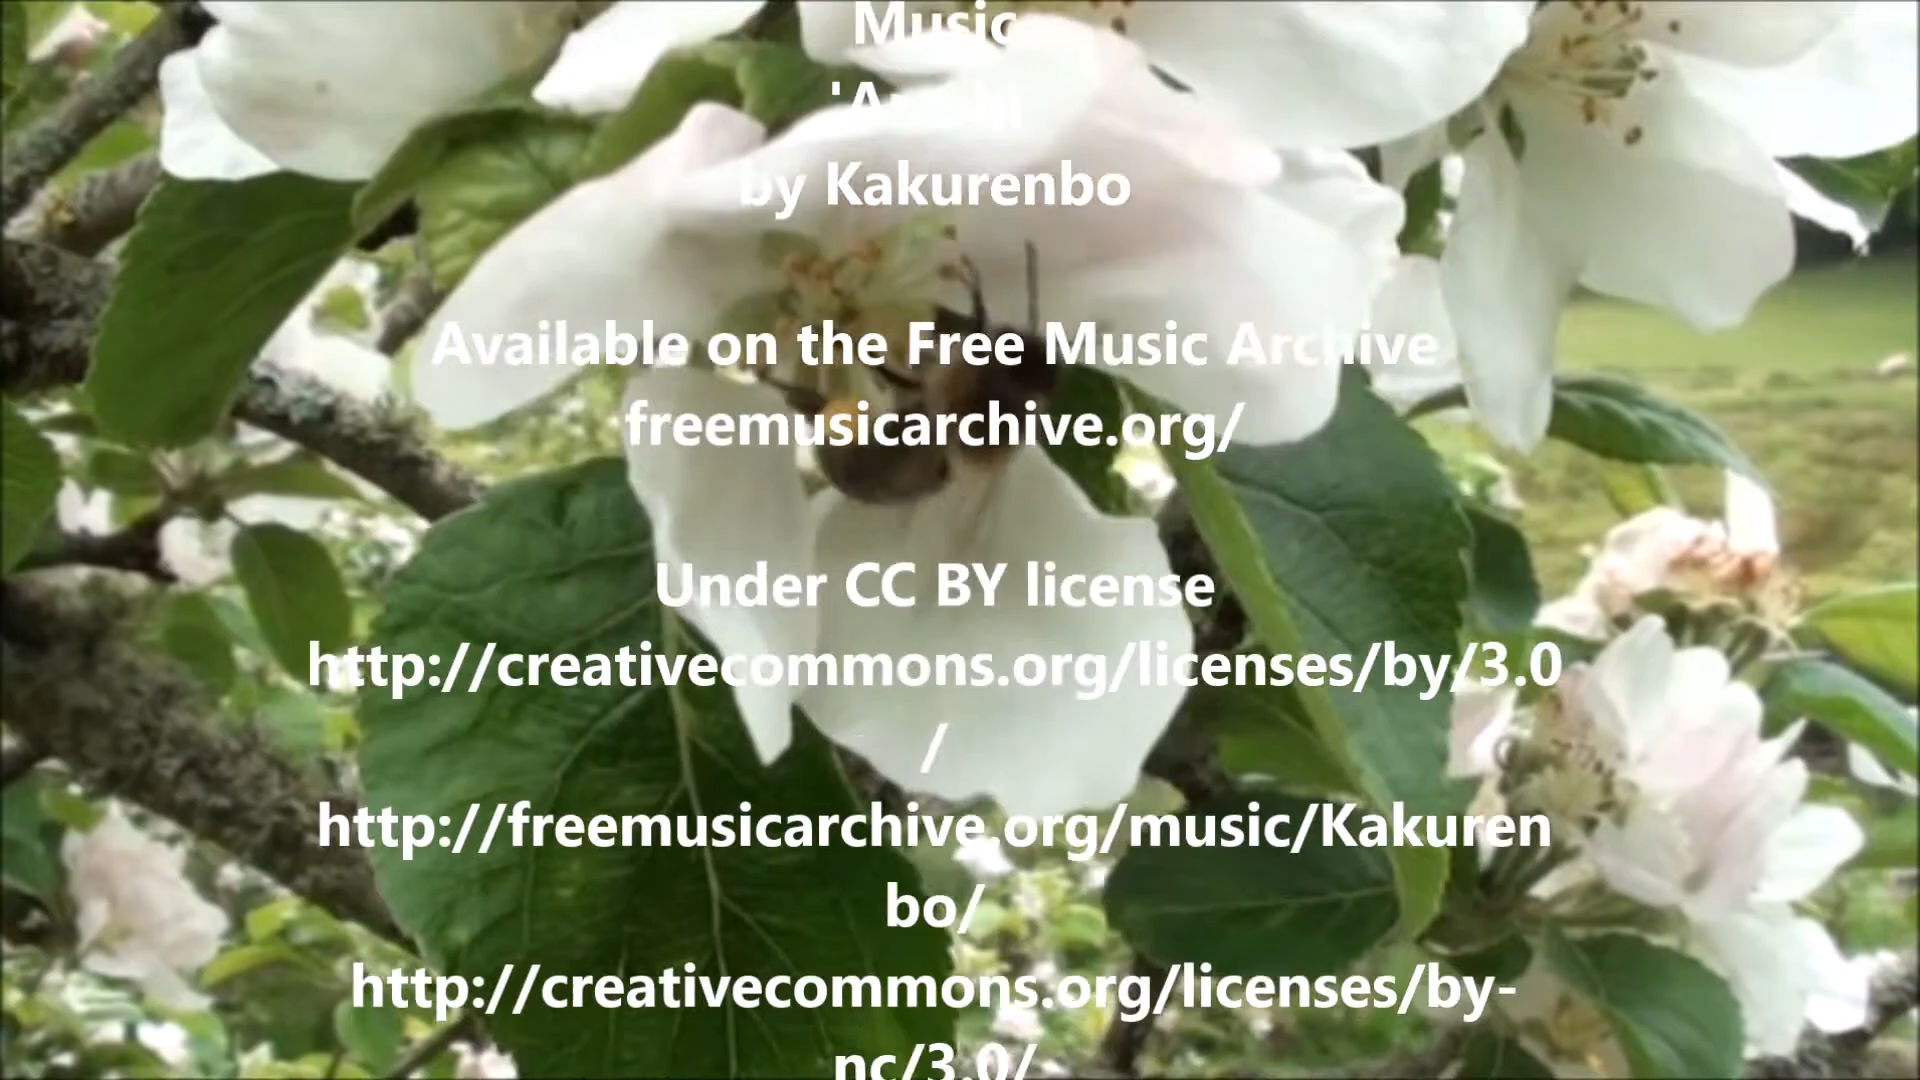 Music
by Kakurenbo
Available on the Free Music Archive
freemusicarchive.org/
Under CC BY license
http://creativecommons.org/licenses/by/3.0
/
http://freemusicarchive.org/music/Kakuren
bo/
http://creativecommons.org/licenses/by-
nc/3.0/